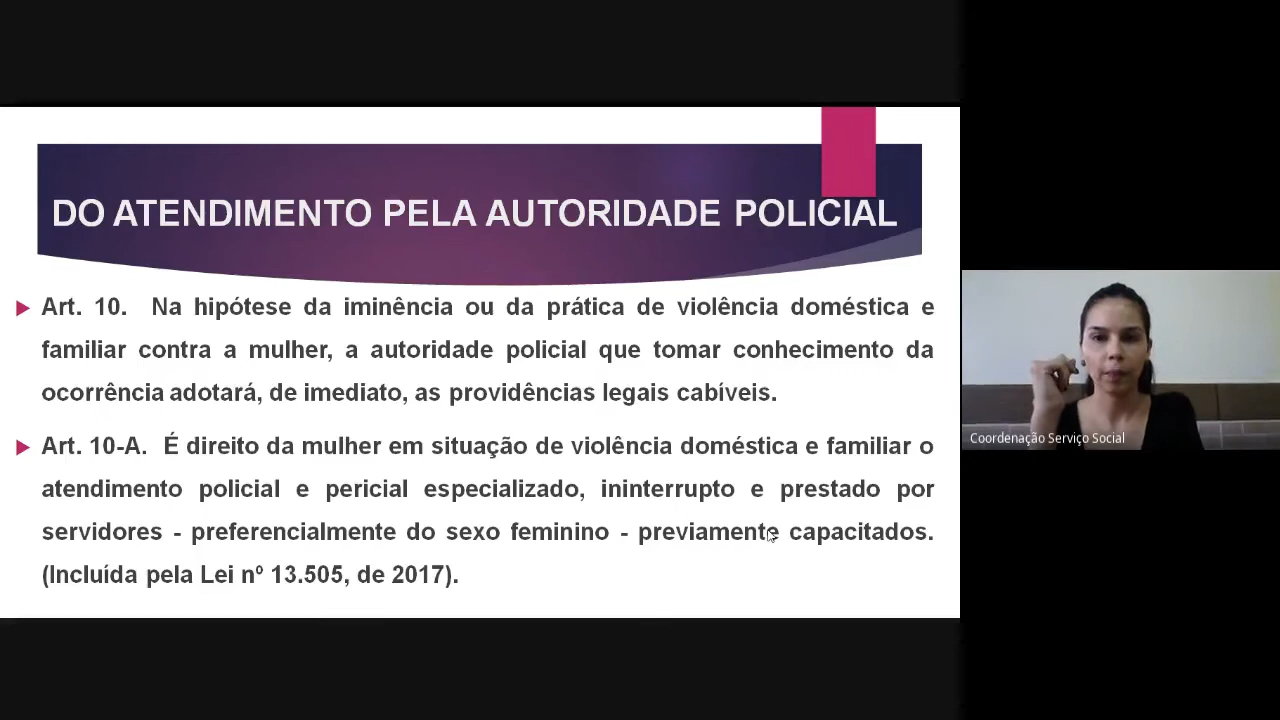 DO ATENDIMENTO PELA AUTORIDADE POLICIAL
Art. 10. Na hipótese da iminência ou da prática de violência doméstica e
familiar contra a mulher, a autoridade policial que tomar conhecimento da
ocorrência adotará, de imediato, as providências legais cabíveis.
Art. 10-A. É direito da mulher em situação de violência doméstica e familiar o
atendimento policial e pericial especializado, ininterrupto e prestado por
servidores - preferencialmente do sexo feminino - previamente capacitados.
(Incluída pela Lei nº 13.505, de 2017).
Coordenação Serviço Social